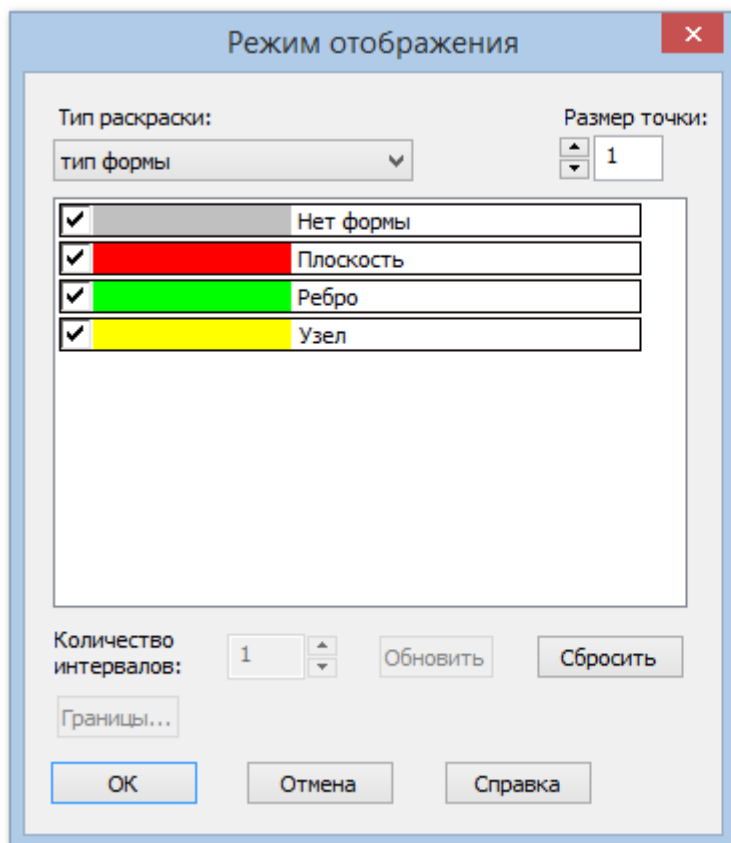 Режим отображения
Тип раскраски:
Размер точки:
тип формы
1
Нет формы
Плоскость
Ребро
Узел
Количество
интервалов:
1
Обновить
Сбросить
Границы...
ОК
Отмена
Справка